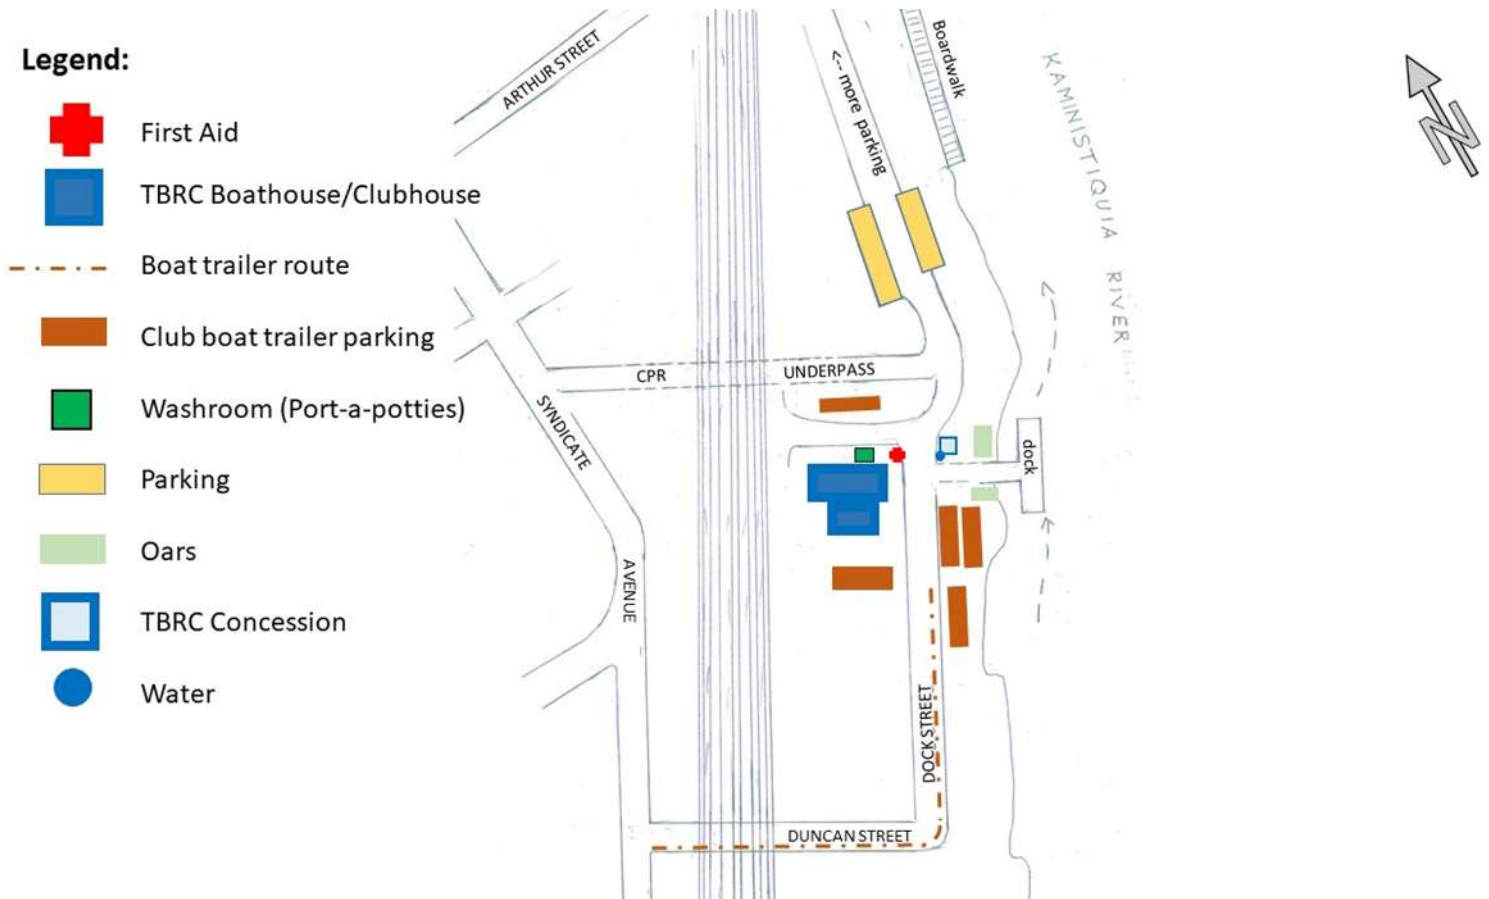 Legend:
First Aid
TBRC Boathouse/Clubhouse
Boat trailer route
Club boat trailer parking
Washroom (Port-a-potties)
Parking
Oars
TBRC Concession
Water
ARTHUR STREET
<-- more parking
Boardwalk
KAMINISTIQUIA RIVER
N
CPR UNDERPASS
SYNDICATE
AVENUE
dock
DOCK STREET
DUNCAN STREET